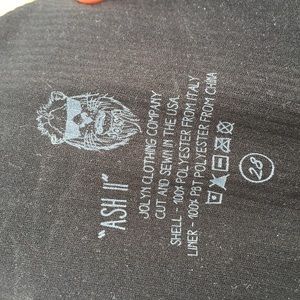 "ASH II"
JOLYN CLOTHING COMPANY
CUT AND SEWN IN THE USA
SHELL - 100% POLYESTER FROM ITALY
LINER - 100% PBT POLYESTER FROM CHINA
28